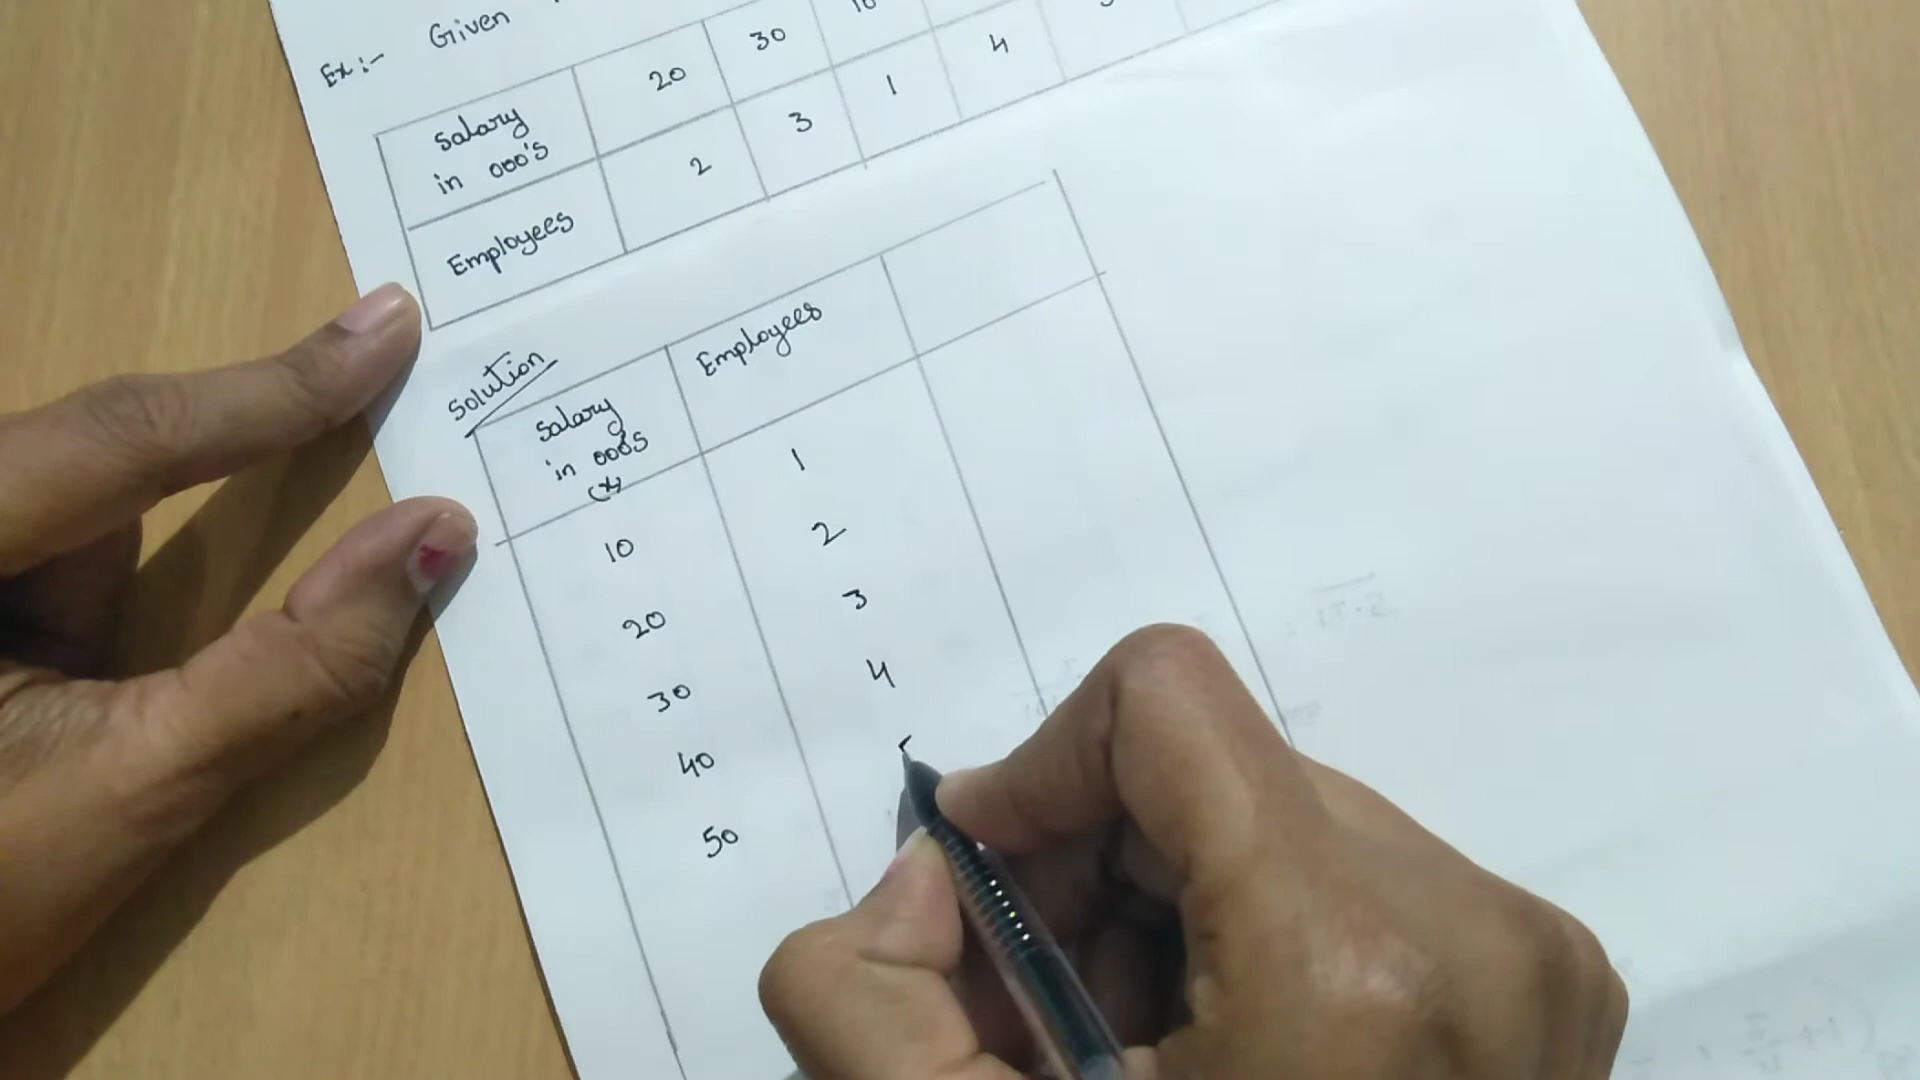 Ex:- Given
Salary in 000's 20 30 10
Employees 2 3 1 4
Solution
Salary in 000's (x) Employees
10 1
20 2
30 3
40 4
50